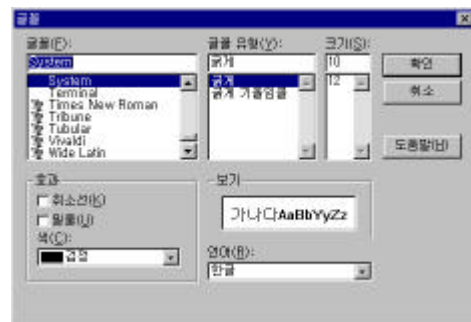 글꼴
글꼴(F):
System
System
Terminal
Times New Roman
Tribune
Tubular
Vivaldi
Wide Latin
글꼴 유형(Y):
굵게
굵게
굵게 기울임꼴
크기(S):
10
12
확인
취소
도움말(H)
효과
취소선(K)
밑줄(U)
색(C):
검정
보기
가나다AaBbYyZz
언어(R):
한글